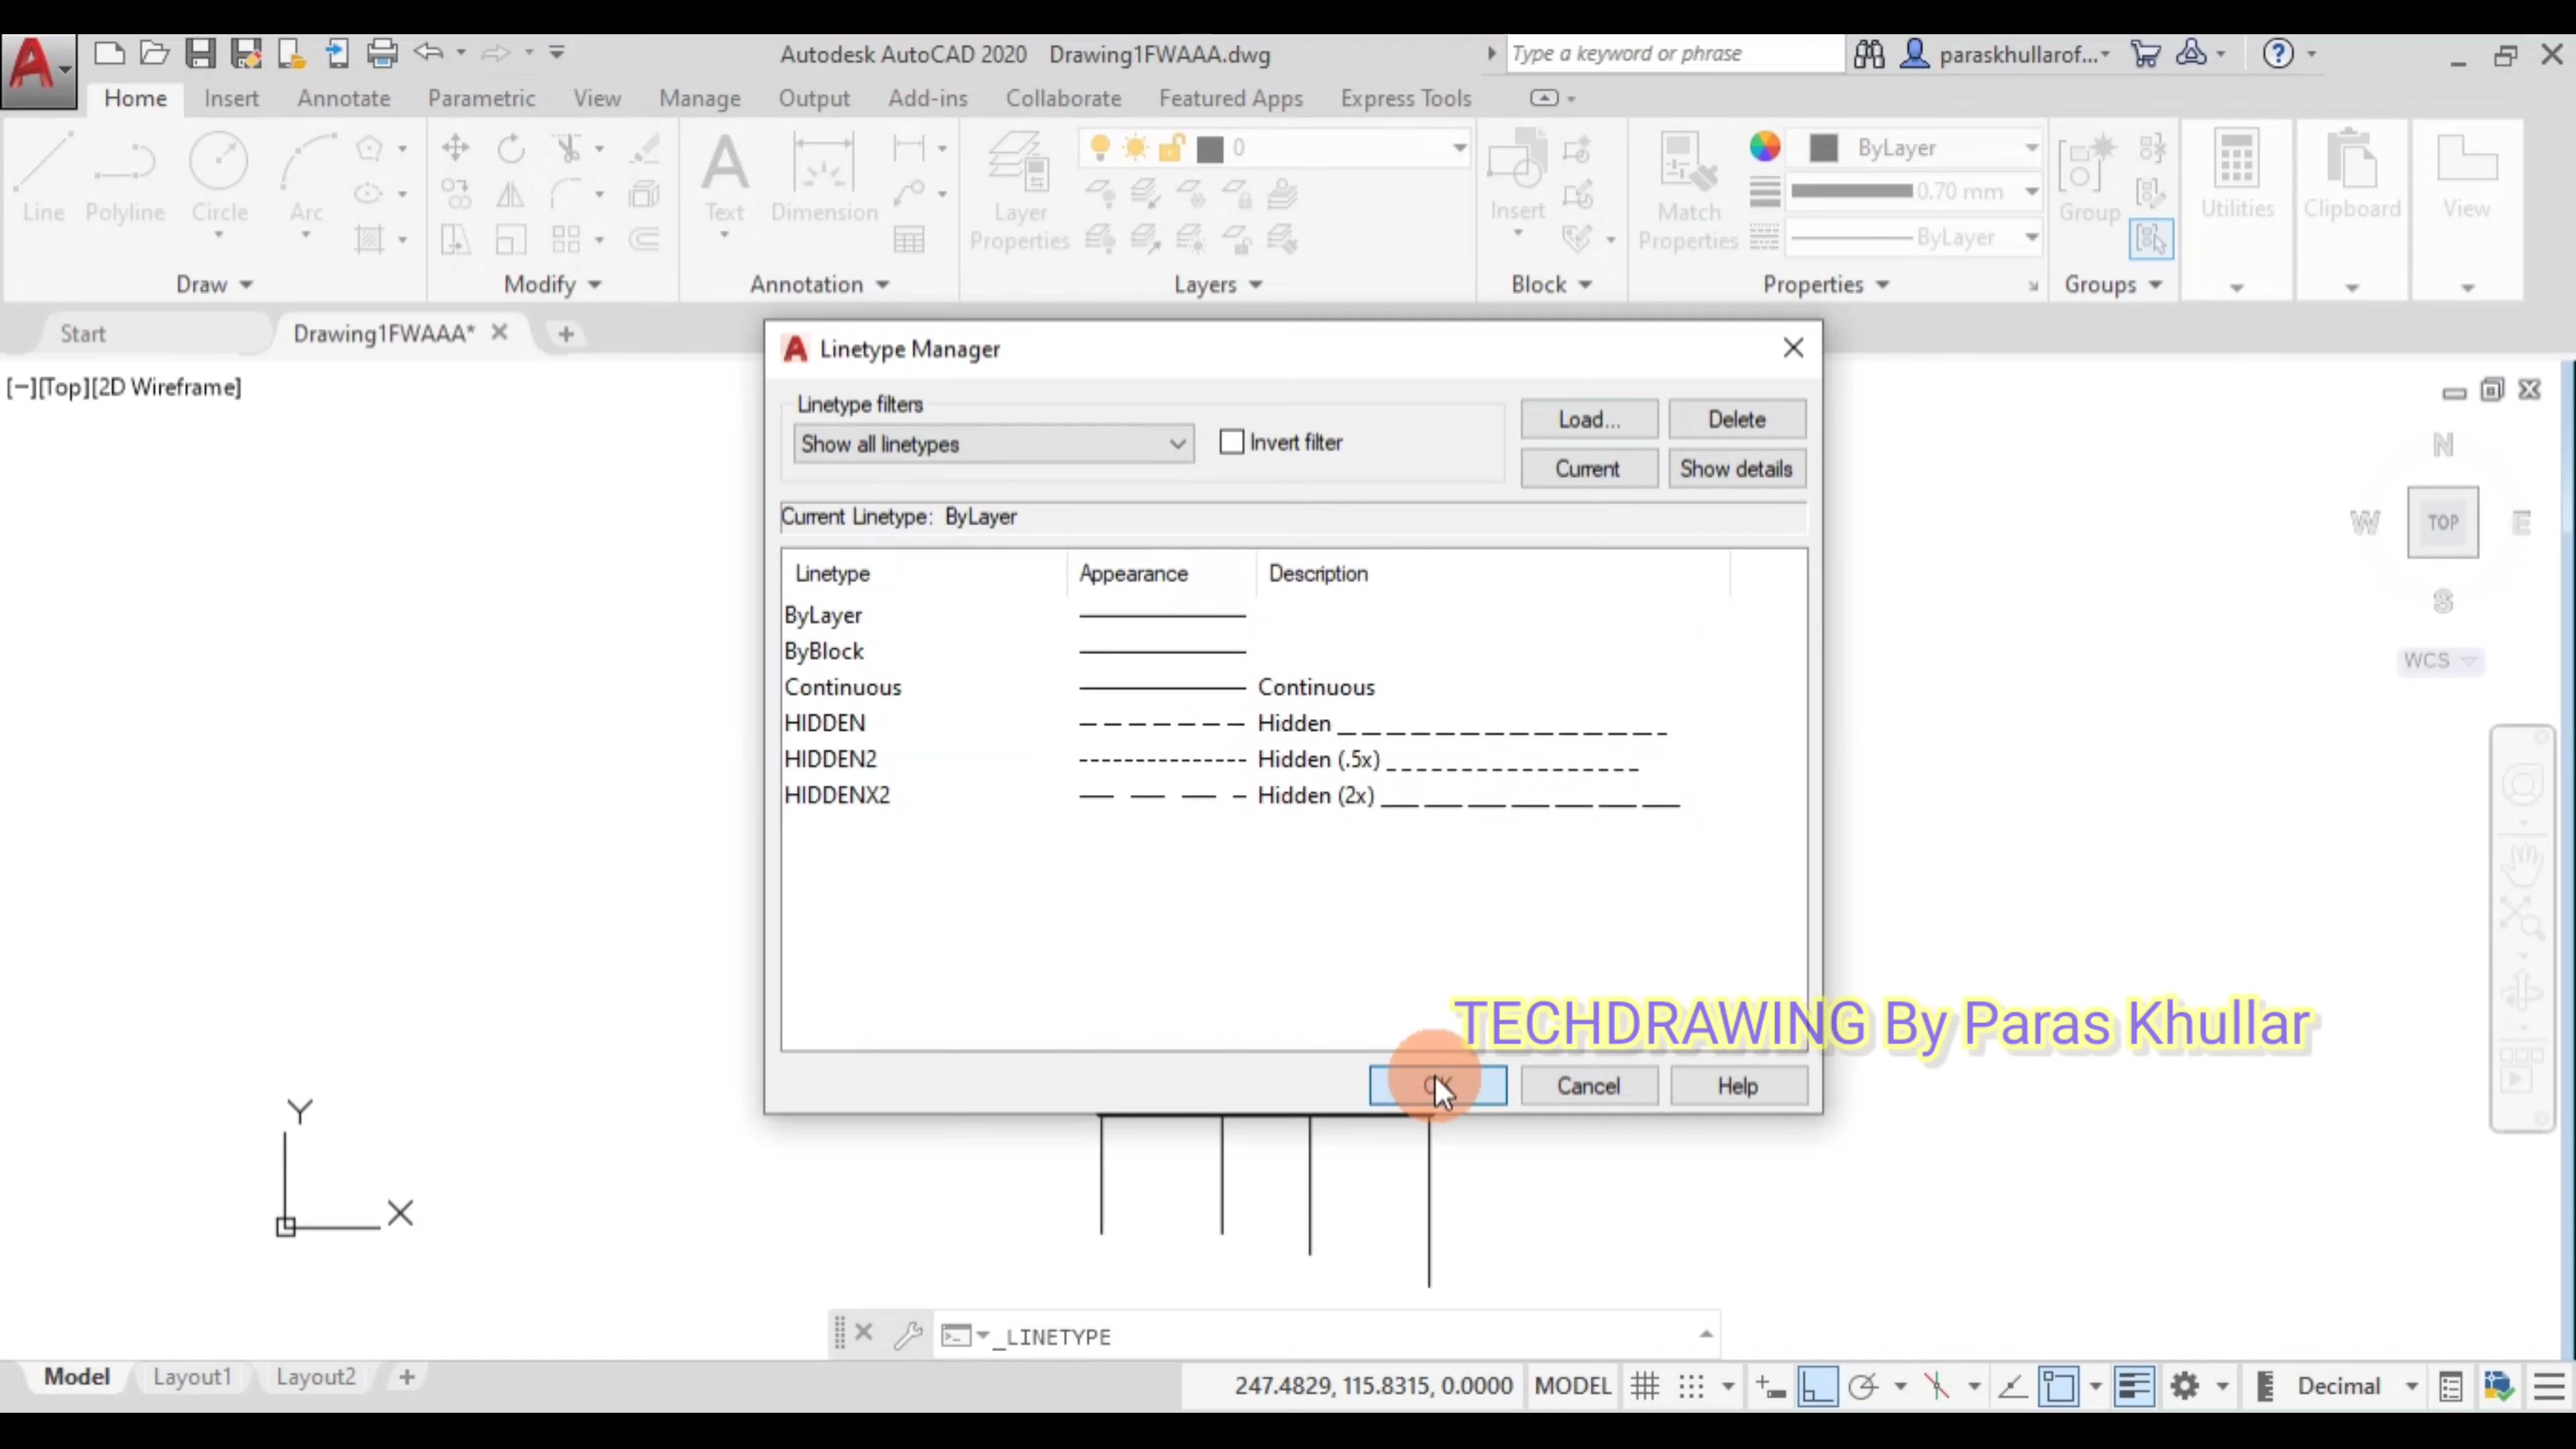 Autodesk AutoCAD 2020 Drawing1FWAAA.dwg
Type a keyword or phrase
paraskhullarof...
Home Insert Annotate Parametric View Manage Output Add-ins Collaborate Featured Apps Express Tools
0
ByLayer
0.70 mm
ByLayer
Line Polyline Circle Arc
Text Dimension
Layer Properties
Insert
Match Properties
Group
Utilities
Clipboard
View
Draw Modify Annotation Layers Block Properties Groups
Start
Drawing1FWAAA*
[−][Top][2D Wireframe]
Linetype Manager
Linetype filters
Show all linetypes
Invert filter
Load... Delete
Current Show details
Current Linetype: ByLayer
Linetype Appearance Description
ByLayer
ByBlock
Continuous Continuous
HIDDEN Hidden
HIDDEN2 Hidden (.5x)
HIDDENX2 Hidden (2x)
N
W TOP E
S
WCS
TECHDRAWING By Paras Khullar
Cancel Help
Y
X
_LINETYPE
Model Layout1 Layout2
247.4829, 115.8315, 0.0000 MODEL
Decimal